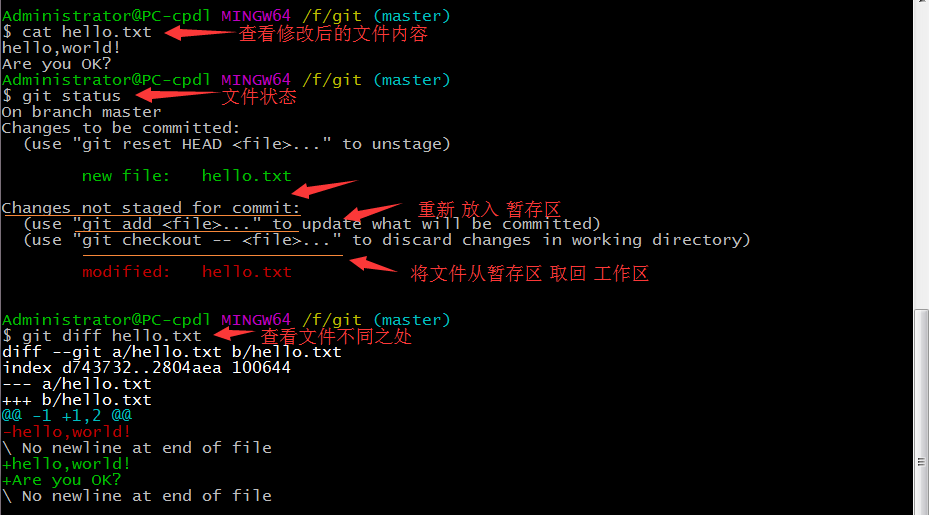 Administrator@PC-cpdl MINGW64 /f/git (master)
$ cat hello.txt 查看修改后的文件内容
hello,world!
Are you OK?
Administrator@PC-cpdl MINGW64 /f/git (master)
$ git status 文件状态
On branch master
Changes to be committed:
(use "git reset HEAD <file>..." to unstage)
new file: hello.txt
Changes not staged for commit: 重新 放入 暂存区
(use "git add <file>..." to update what will be committed)
(use "git checkout -- <file>..." to discard changes in working directory)
modified: hello.txt 将文件从暂存区 取回 工作区
Administrator@PC-cpdl MINGW64 /f/git (master)
$ git diff hello.txt 查看文件不同之处
diff --git a/hello.txt b/hello.txt
index d743732..2804aea 100644
--- a/hello.txt
+++ b/hello.txt
@@ -1 +1,2 @@
-hello,world!
\ No newline at end of file
+hello,world!
+Are you OK?
\ No newline at end of file